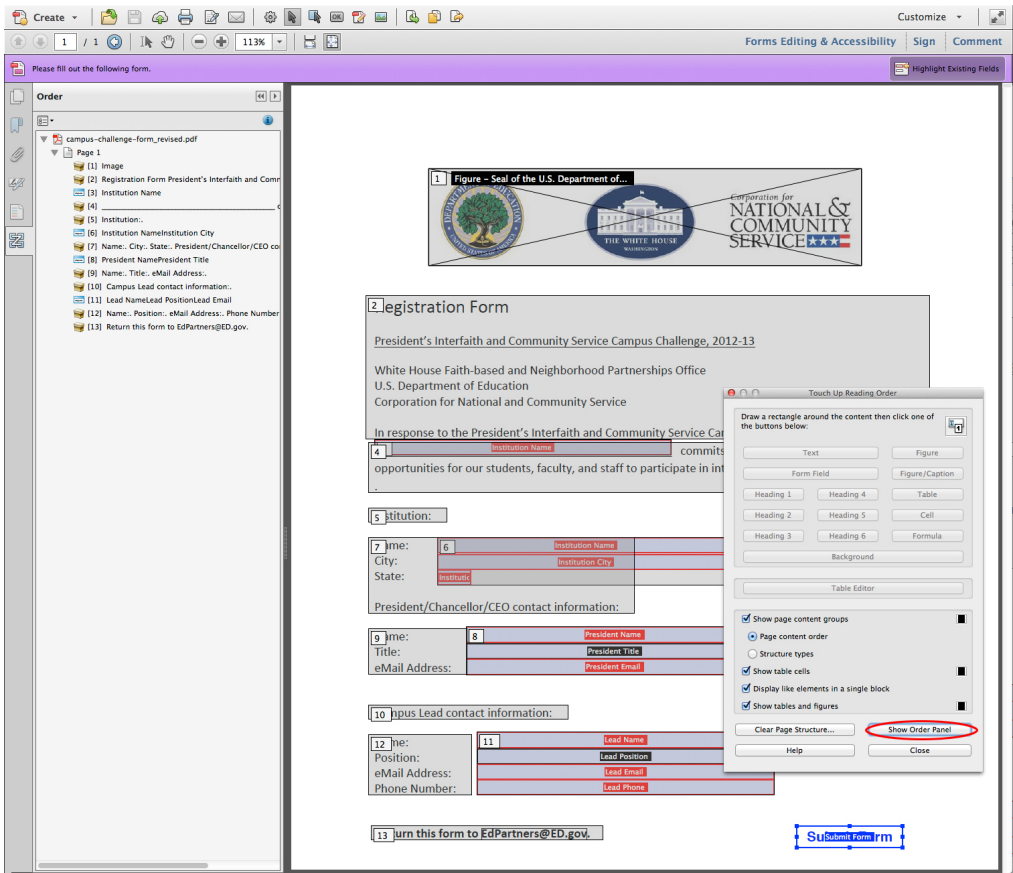 Create
Customize
1 / 1
113%
Forms Editing & Accessibility
Sign
Comment
Please fill out the following form.
Highlight Existing Fields
Order
campus-challenge-form_revised.pdf
Page 1
[1] Image
[2] Registration Form President's Interfaith and Comm
[3] Institution Name
[4] ________________________________ c
[5] Institution:.
[6] Institution NameInstitution City
[7] Name:. City:. State:. President/Chancellor/CEO co
[8] President NamePresident Title
[9] Name:. Title:. eMail Address:.
[10] Campus Lead contact information:.
[11] Lead NameLead PositionLead Email
[12] Name:. Position:. eMail Address:. Phone Number
[13] Return this form to EdPartners@ED.gov.
1 Figure – Seal of the U.S. Department of...
THE WHITE HOUSE
WASHINGTON
Corporation for
NATIONAL &
COMMUNITY
SERVICE
2 egistration Form
President's Interfaith and Community Service Campus Challenge, 2012-13
White House Faith-based and Neighborhood Partnerships Office
U.S. Department of Education
Corporation for National and Community Service
In response to the President's Interfaith and Community Service Car
4 Institution Name commits
opportunities for our students, faculty, and staff to participate in int
.
5 stitution:
7 me: 6 Institution Name
City: Institution City
State: Institutic
President/Chancellor/CEO contact information:
9 me: 8 President Name
Title: President Title
eMail Address: President Email
10 npus Lead contact information:
12 me: 11 Lead Name
Position: Lead Position
eMail Address: Lead Email
Phone Number: Lead Phone
13 urn this form to EdPartners@ED.gov.
Su Submit Form rm
Touch Up Reading Order
Draw a rectangle around the content then click one of
the buttons below:
Text
Figure
Form Field
Figure/Caption
Heading 1
Heading 4
Table
Heading 2
Heading 5
Cell
Heading 3
Heading 6
Formula
Background
Table Editor
Show page content groups
Page content order
Structure types
Show table cells
Display like elements in a single block
Show tables and figures
Clear Page Structure...
Show Order Panel
Help
Close